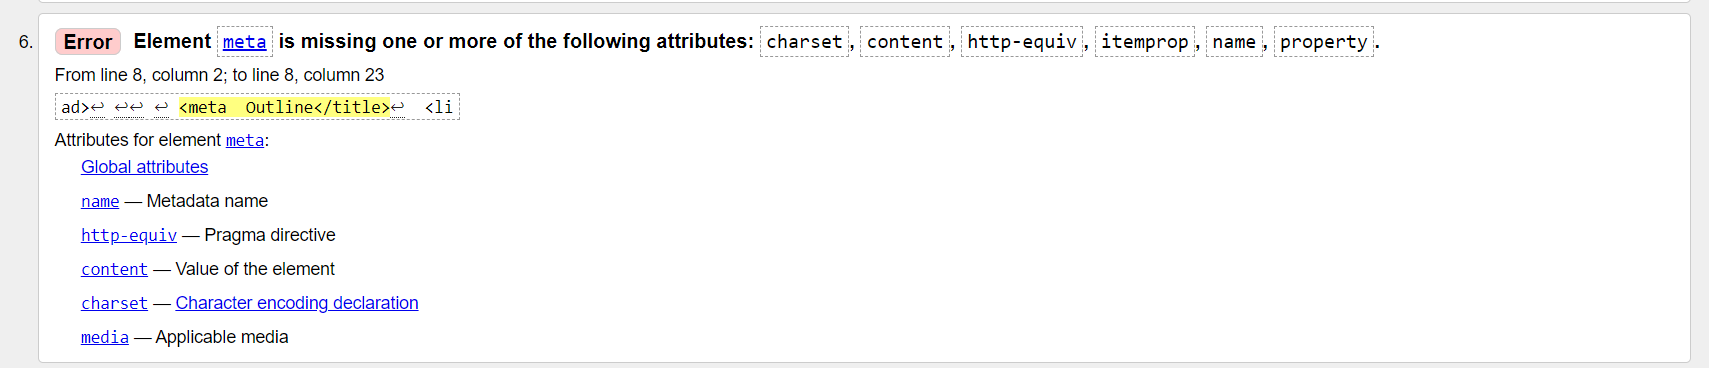 6. Error Element meta is missing one or more of the following attributes: charset, content, http-equiv, itemprop, name, property.
From line 8, column 2; to line 8, column 23
ad>↩ ↩↩ ↩ <meta  Outline</title>↩  <li
Attributes for element meta:
Global attributes
name — Metadata name
http-equiv — Pragma directive
content — Value of the element
charset — Character encoding declaration
media — Applicable media